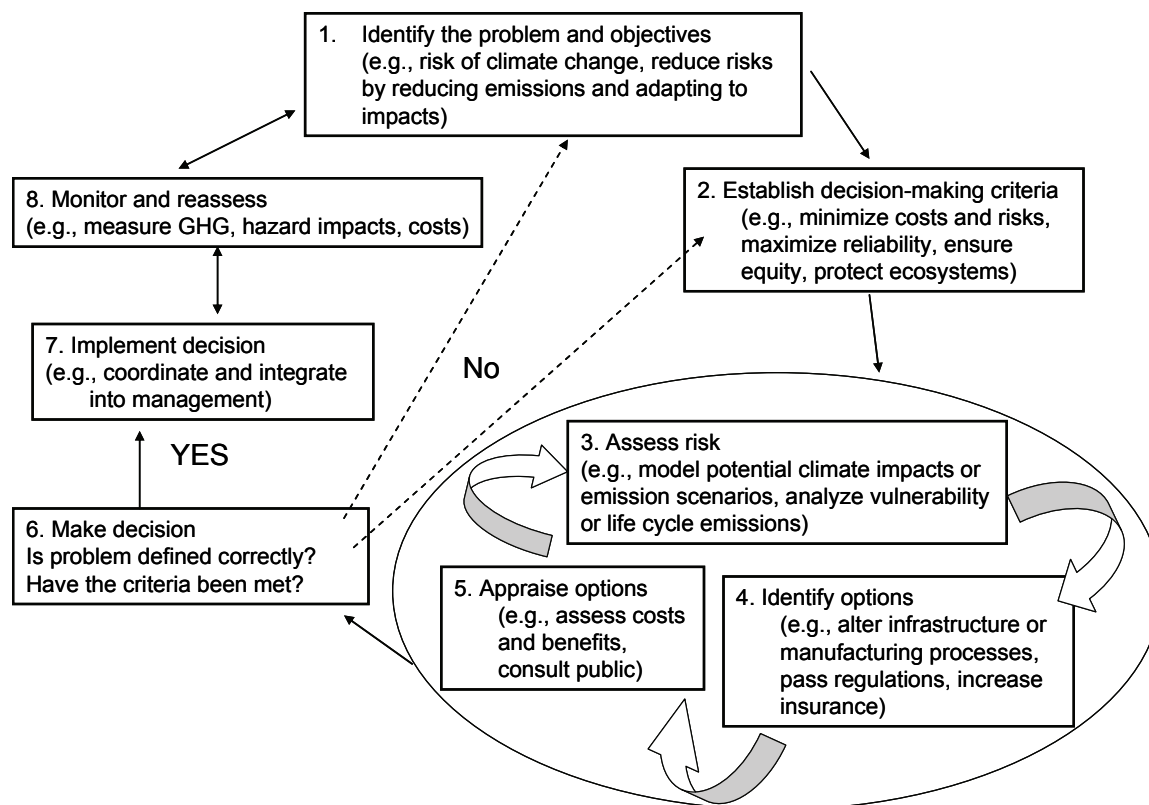 1. Identify the problem and objectives
(e.g., risk of climate change, reduce risks
by reducing emissions and adapting to
impacts)
8. Monitor and reassess
(e.g., measure GHG, hazard impacts, costs)
2. Establish decision-making criteria
(e.g., minimize costs and risks,
maximize reliability, ensure
equity, protect ecosystems)
7. Implement decision
(e.g., coordinate and integrate
into management)
No
YES
3. Assess risk
(e.g., model potential climate impacts or
emission scenarios, analyze vulnerability
or life cycle emissions)
6. Make decision
Is problem defined correctly?
Have the criteria been met?
5. Appraise options
(e.g., assess costs
and benefits,
consult public)
4. Identify options
(e.g., alter infrastructure or
manufacturing processes,
pass regulations, increase
insurance)